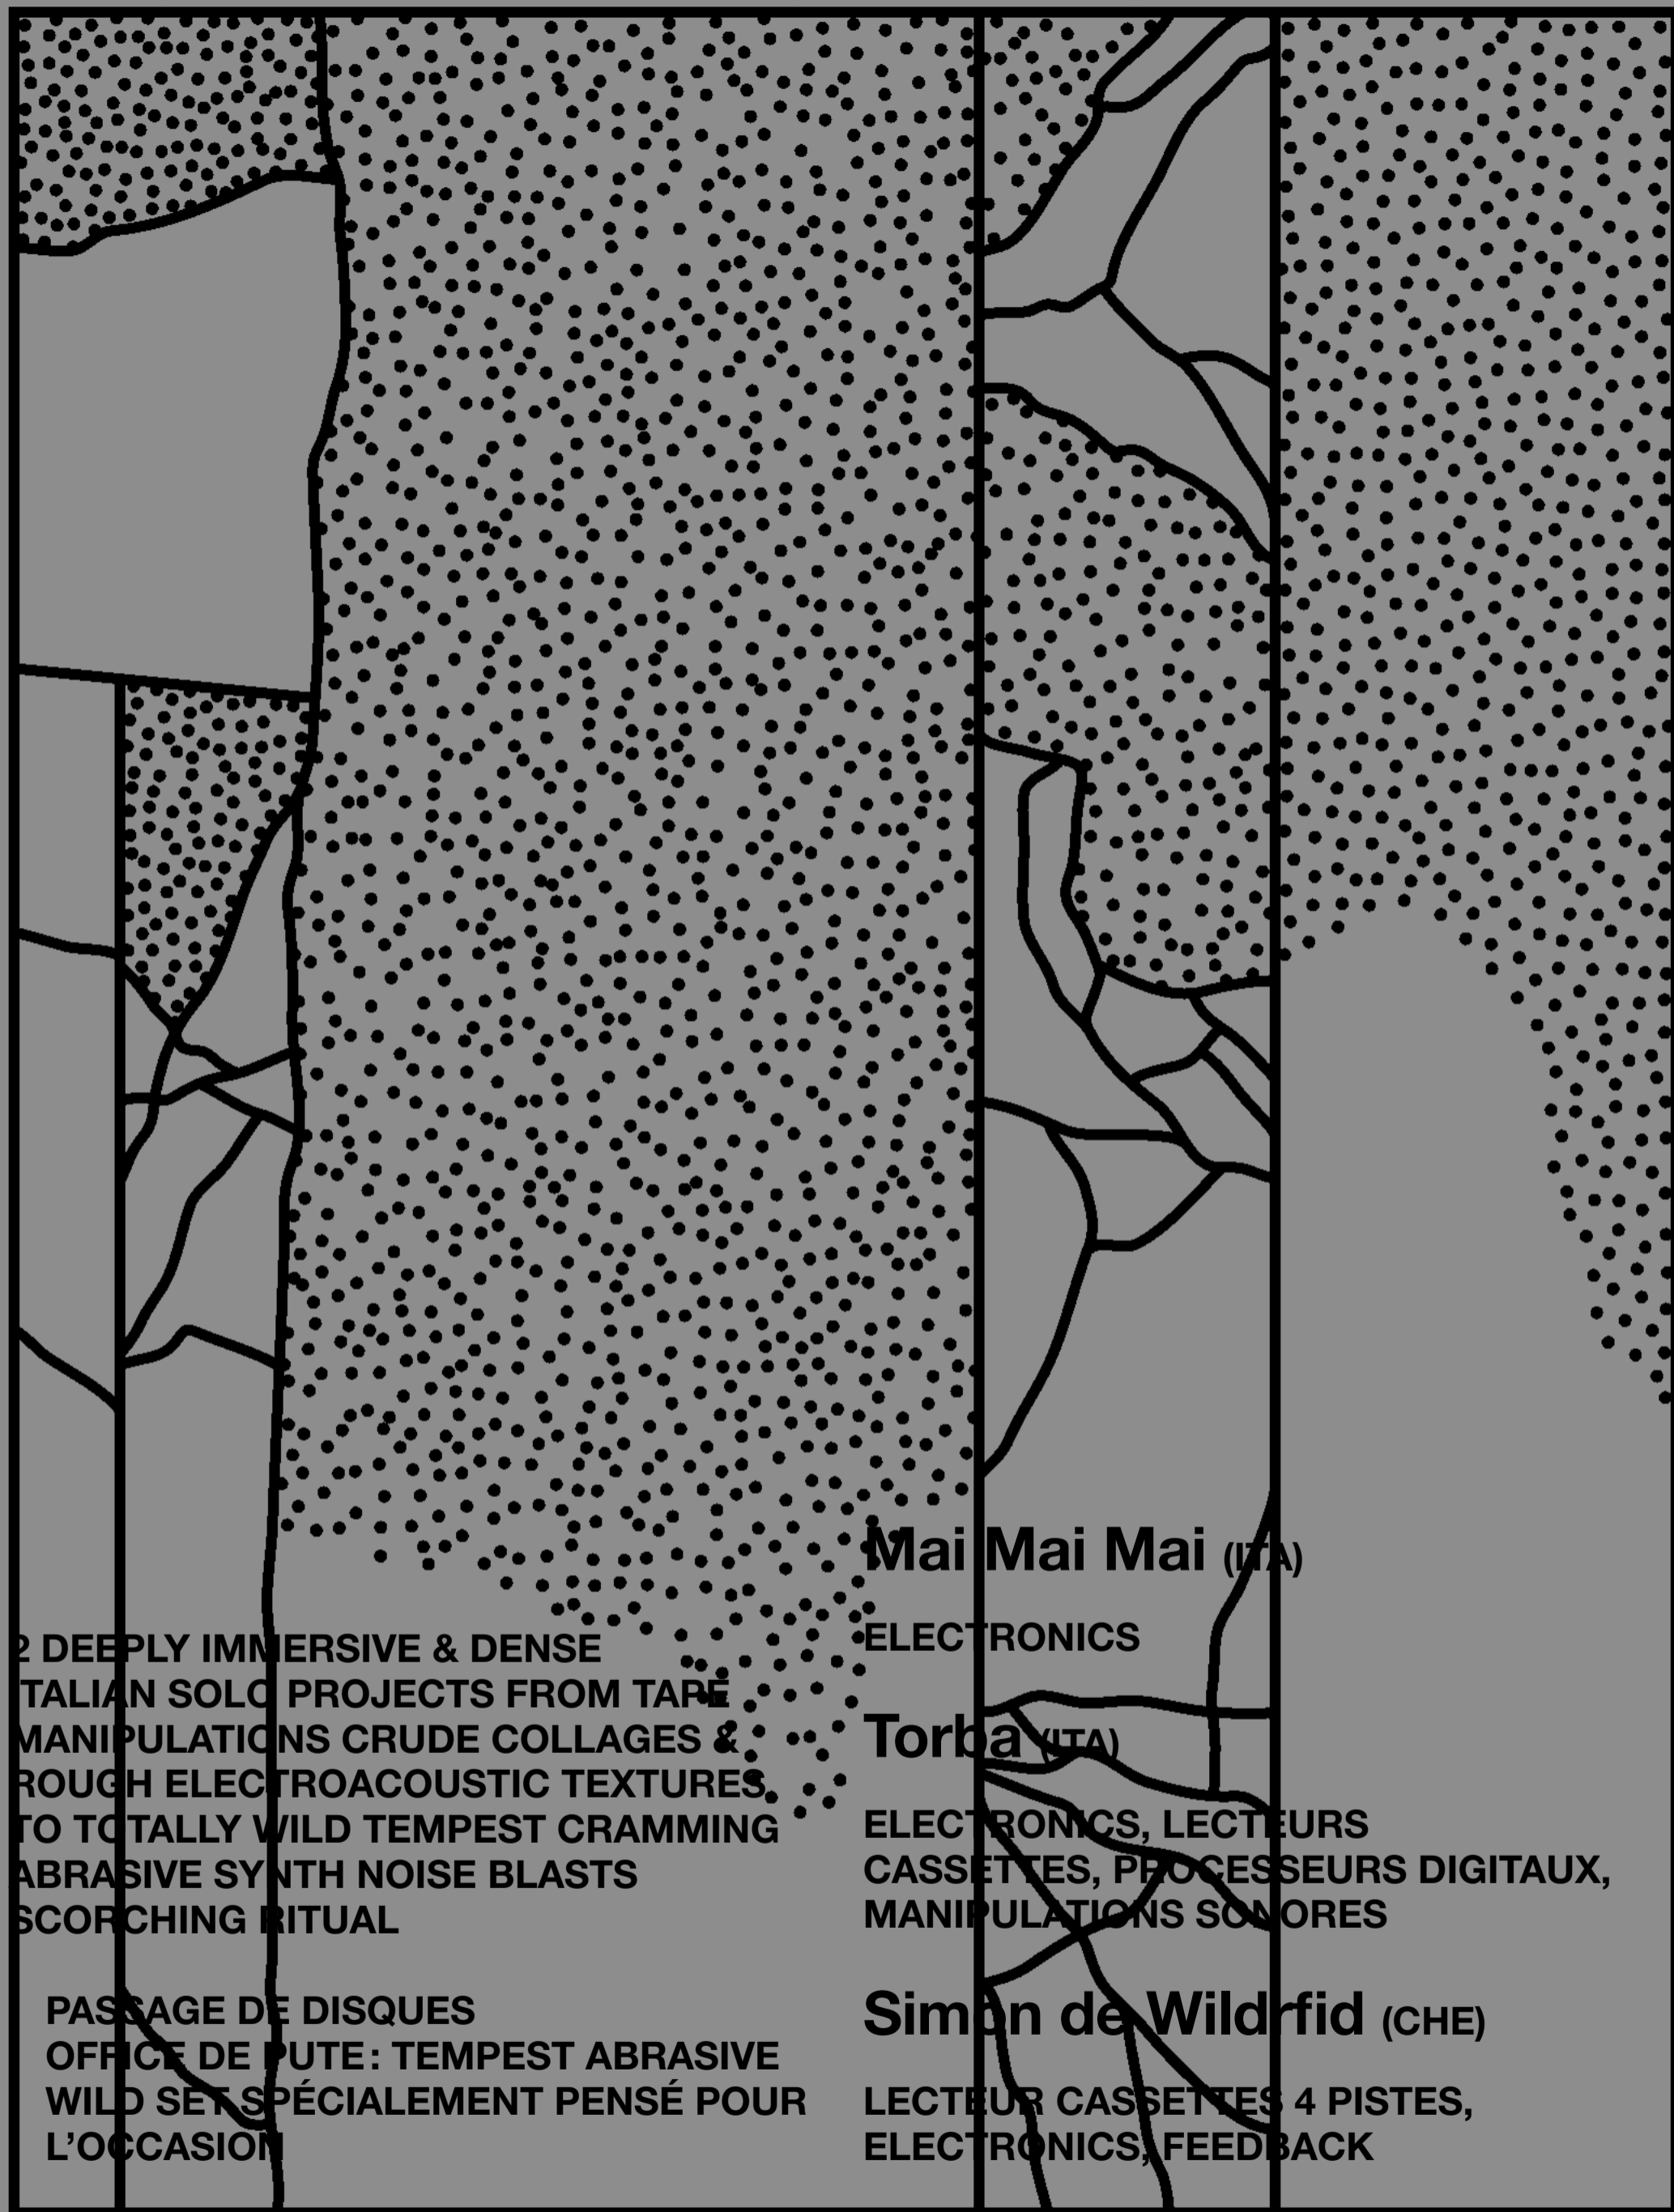 2 DEEPLY IMMERSIVE & DENSE
ITALIAN SOLO PROJECTS FROM TAPE
MANIPULATIONS CRUDE COLLAGES &
ROUGH ELECTROACOUSTIC TEXTURES
TO TOTALLY WILD TEMPEST CRAMMING
ABRASIVE SYNTH NOISE BLASTS
SCORCHING RITUAL
PASSAGE DE DISQUES
OFFICE DE PUTE: TEMPEST ABRASIVE
WILD SET SPÉCIALEMENT PENSÉ POUR
L'OCCASION
Mai Mai Mai (ITA)
ELECTRONICS
Torba (ITA)
ELECTRONICS, LECTEURS
CASSETTES, PROCESSEURS DIGITAUX,
MANIPULATIONS SONORES
Simon de Wildrfid (CHE)
LECTEUR CASSETTES 4 PISTES,
ELECTRONICS, FEEDBACK